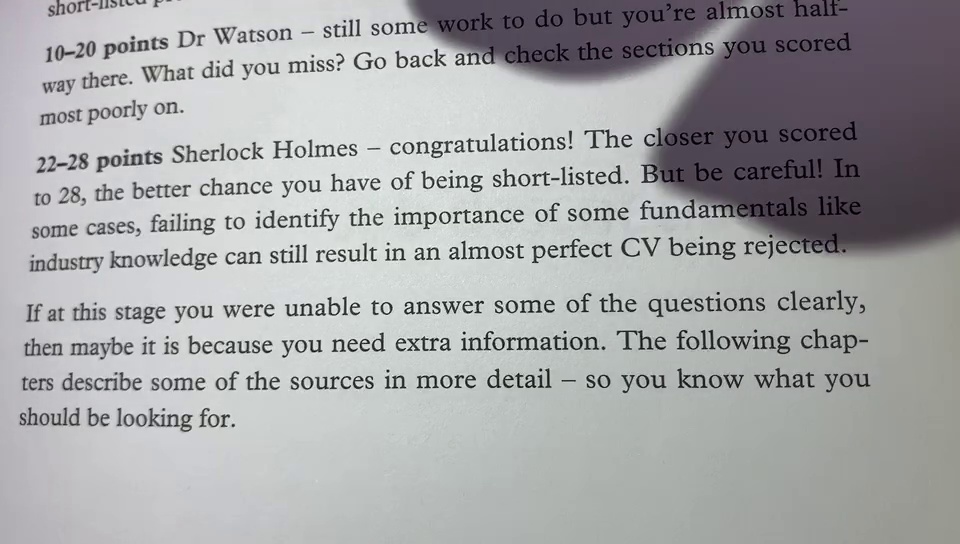 short-listed
10–20 points Dr Watson – still some work to do but you're almost half-
way there. What did you miss? Go back and check the sections you scored
most poorly on.
22–28 points Sherlock Holmes – congratulations! The closer you scored
to 28, the better chance you have of being short-listed. But be careful! In
some cases, failing to identify the importance of some fundamentals like
industry knowledge can still result in an almost perfect CV being rejected.
If at this stage you were unable to answer some of the questions clearly,
then maybe it is because you need extra information. The following chap-
ters describe some of the sources in more detail – so you know what you
should be looking for.